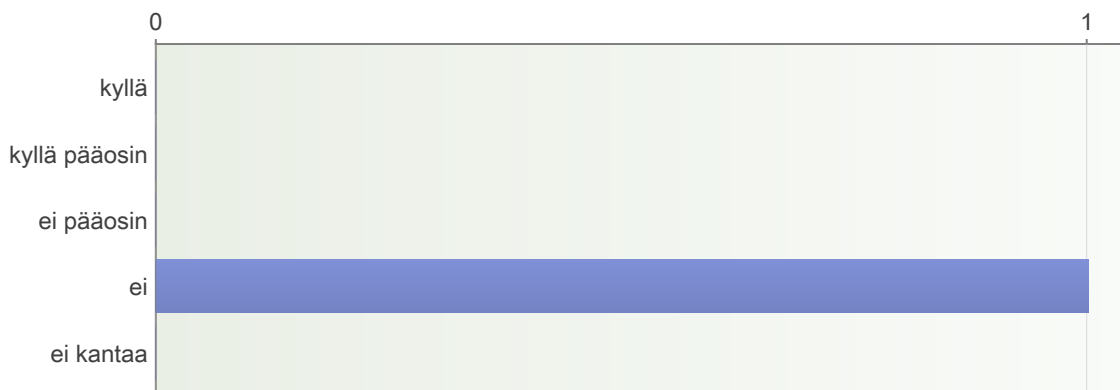 0 1
kyllä
kyllä pääosin
ei pääosin
ei
ei kantaa